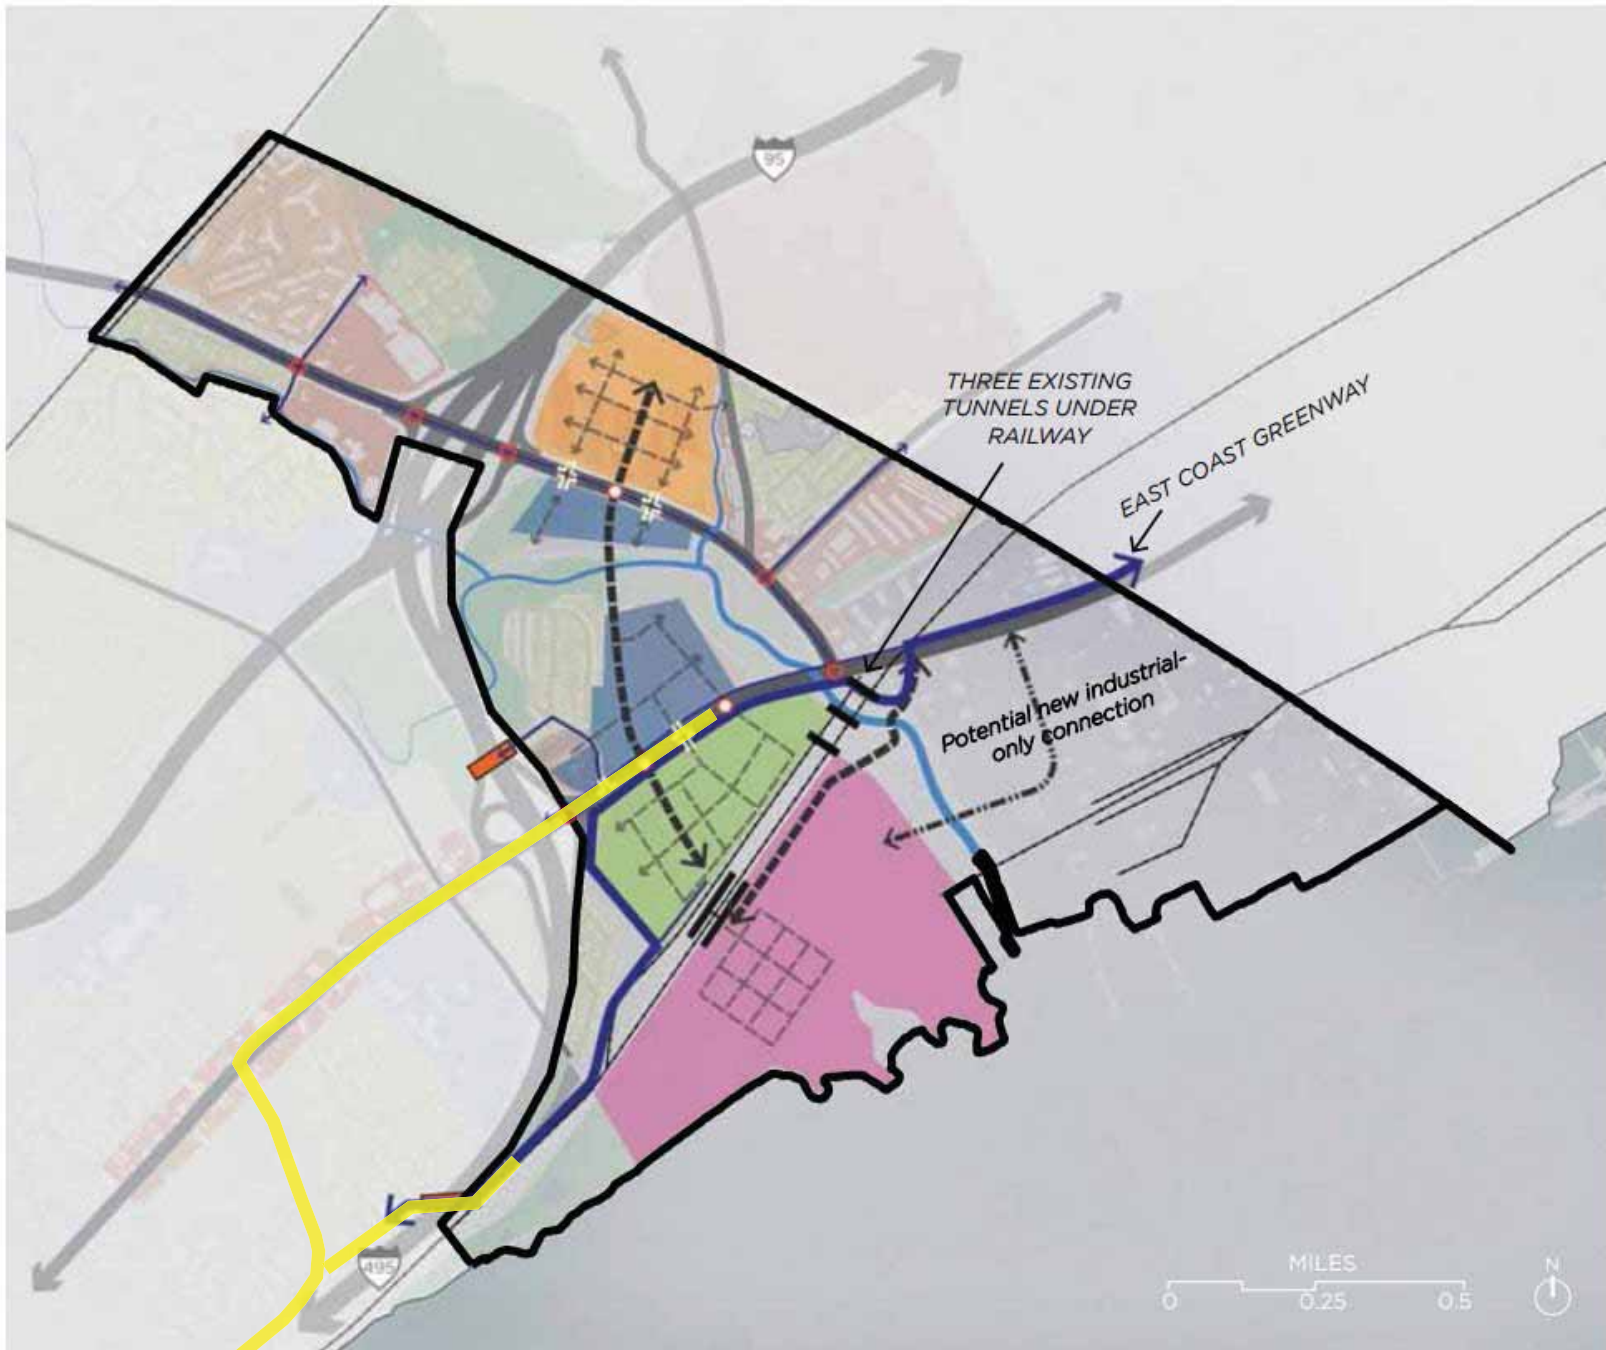 95
THREE EXISTING
TUNNELS UNDER
RAILWAY
EAST COAST GREENWAY
Potential new industrial-
only connection
495
MILES
0
0.25
0.5
N